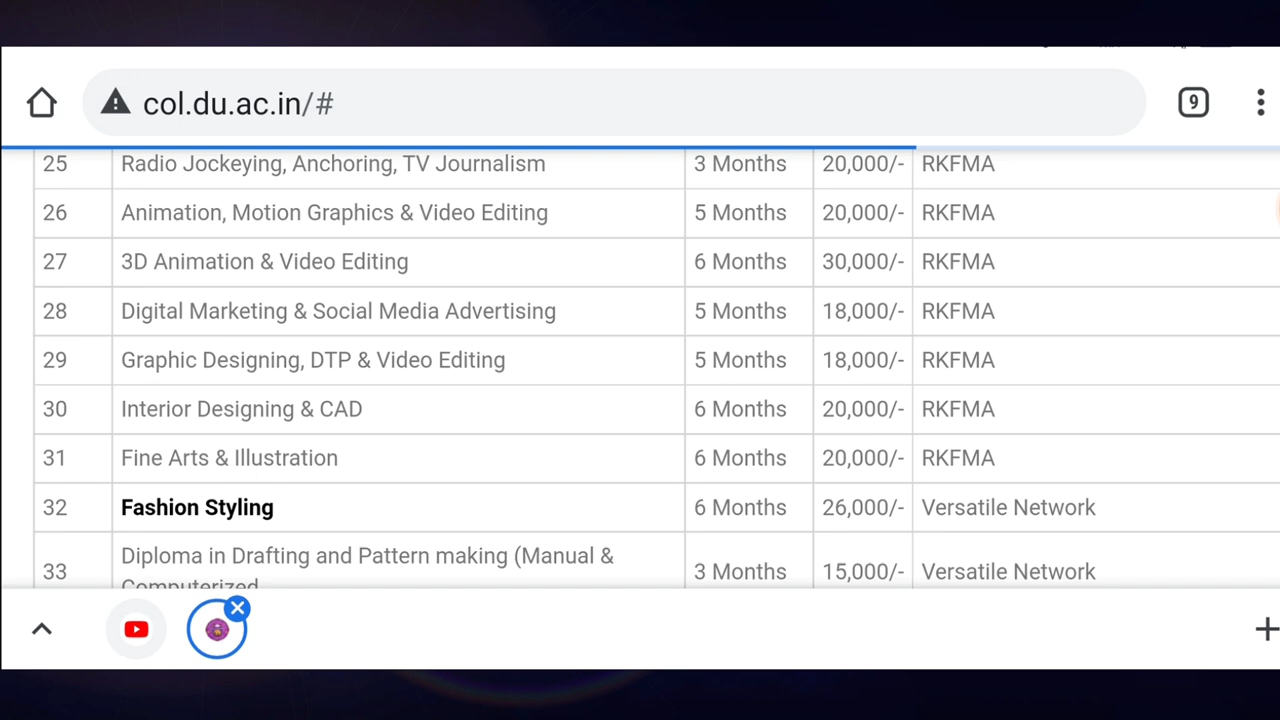 col.du.ac.in/#
9
25 Radio Jockeying, Anchoring, TV Journalism 3 Months 20,000/- RKFMA
26 Animation, Motion Graphics & Video Editing 5 Months 20,000/- RKFMA
27 3D Animation & Video Editing 6 Months 30,000/- RKFMA
28 Digital Marketing & Social Media Advertising 5 Months 18,000/- RKFMA
29 Graphic Designing, DTP & Video Editing 5 Months 18,000/- RKFMA
30 Interior Designing & CAD 6 Months 20,000/- RKFMA
31 Fine Arts & Illustration 6 Months 20,000/- RKFMA
32 Fashion Styling 6 Months 26,000/- Versatile Network
33 Diploma in Drafting and Pattern making (Manual & 3 Months 15,000/- Versatile Network
Computerized